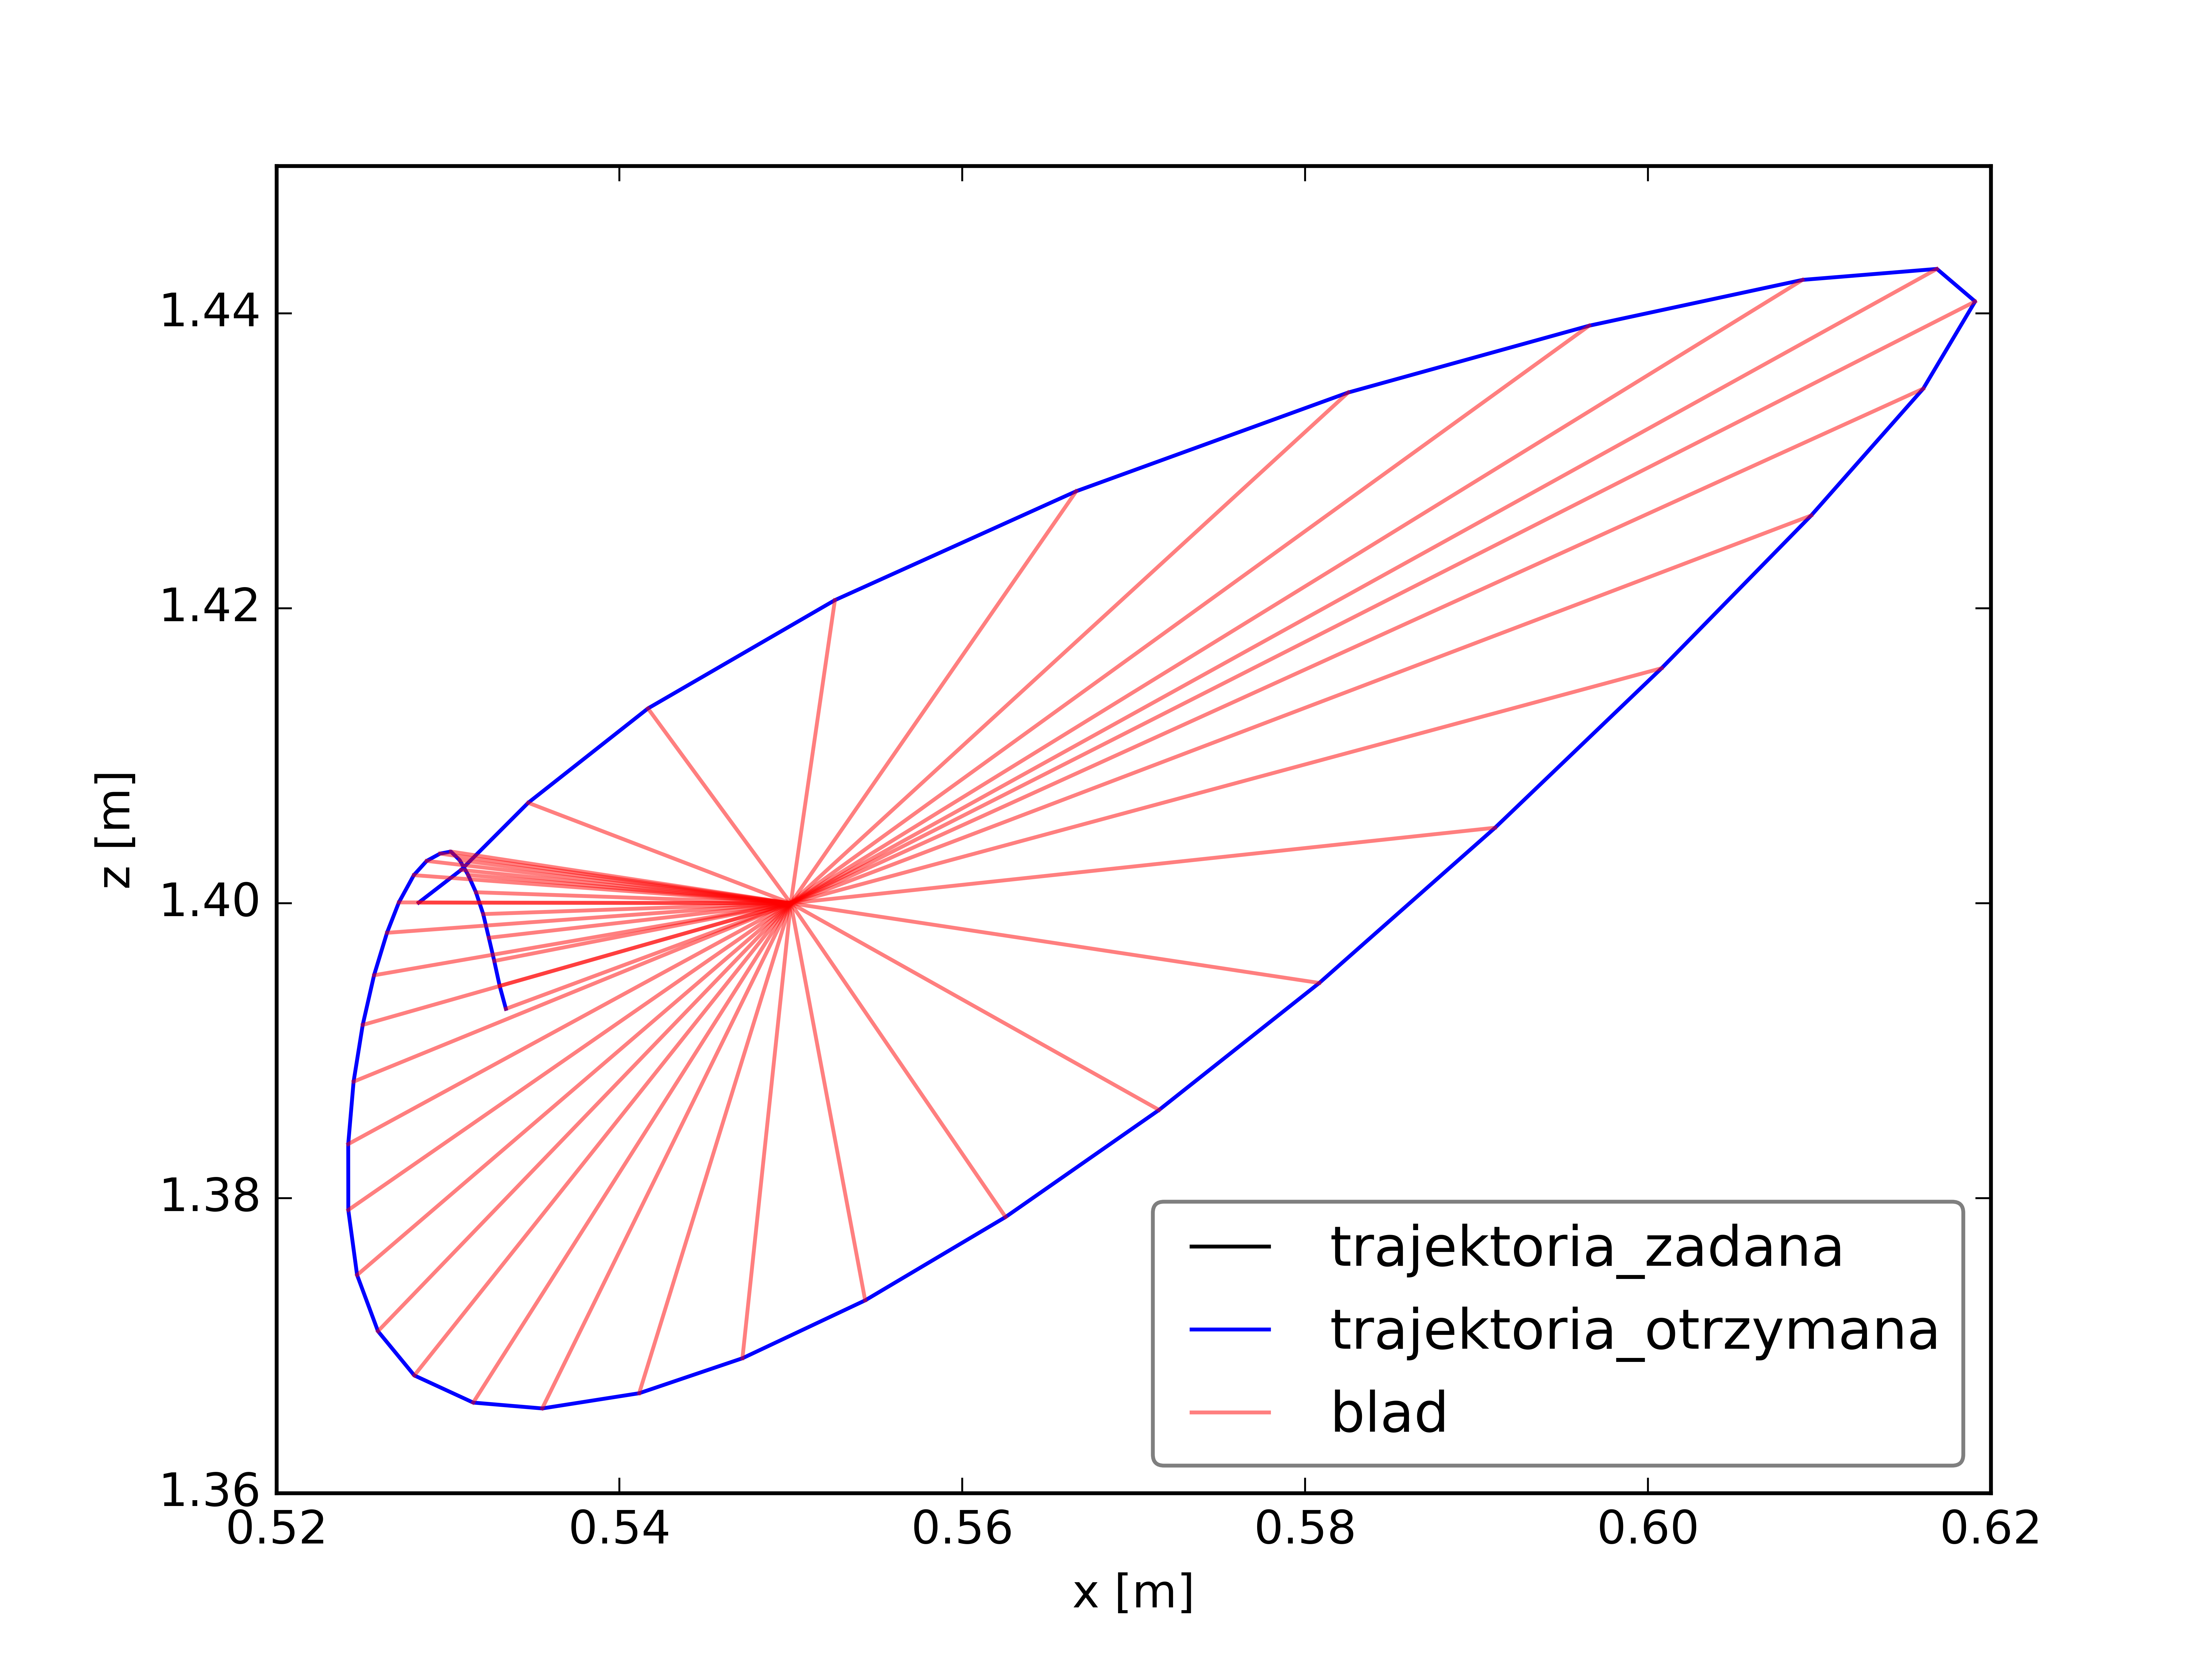 1.44
1.42
1.40
1.38
1.36
z [m]
0.52 0.54 0.56 0.58 0.60 0.62
x [m]
trajektoria_zadana
trajektoria_otrzymana
blad